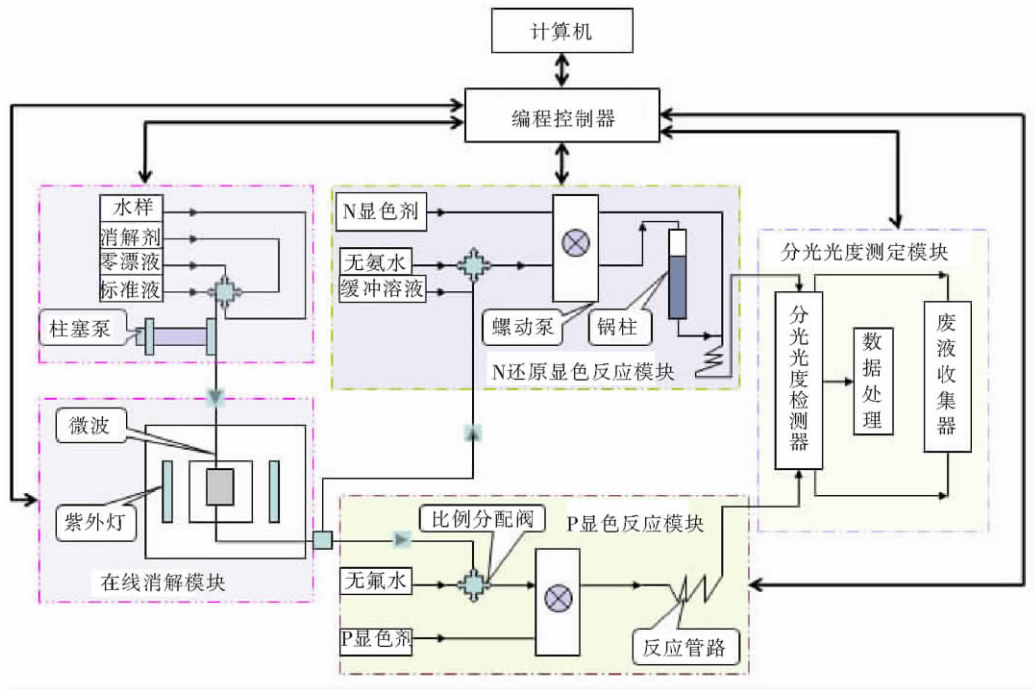 计算机
编程控制器
水样
消解剂
零漂液
标准液
柱塞泵
N显色剂
无氨水
缓冲溶液
螺动泵
锅柱
N还原显色反应模块
分光光度测定模块
分光光度检测器
数据处理
废液收集器
微波
紫外灯
在线消解模块
比例分配阀
P显色反应模块
无氟水
P显色剂
反应管路